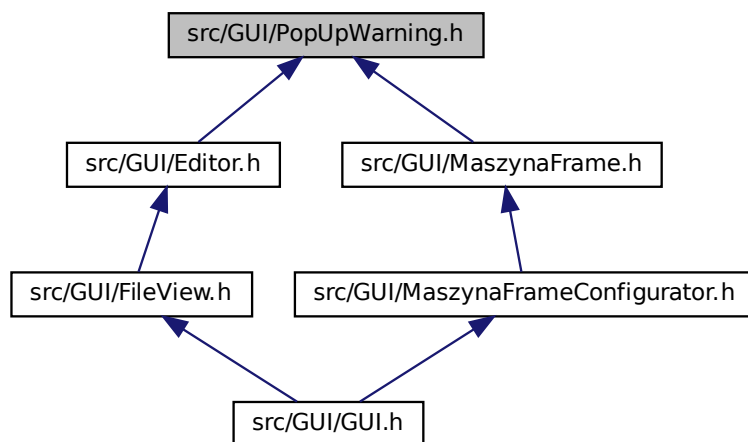 src/GUI/PopUpWarning.h
src/GUI/Editor.h
src/GUI/MaszynaFrame.h
src/GUI/FileView.h
src/GUI/MaszynaFrameConfigurator.h
src/GUI/GUI.h